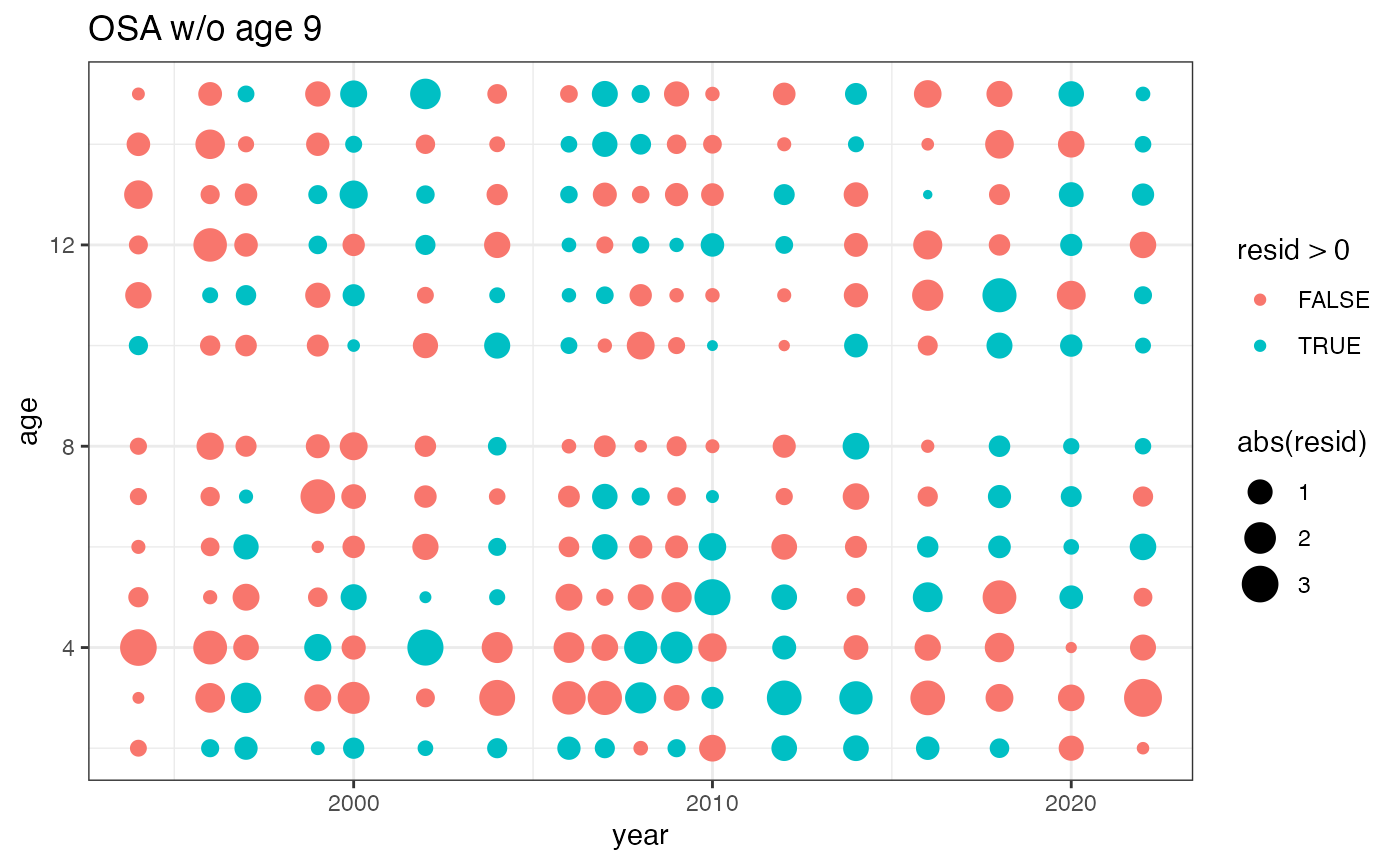 OSA w/o age 9
age
12
8
4
2000
2010
2020
year
resid > 0
FALSE
TRUE
abs(resid)
1
2
3